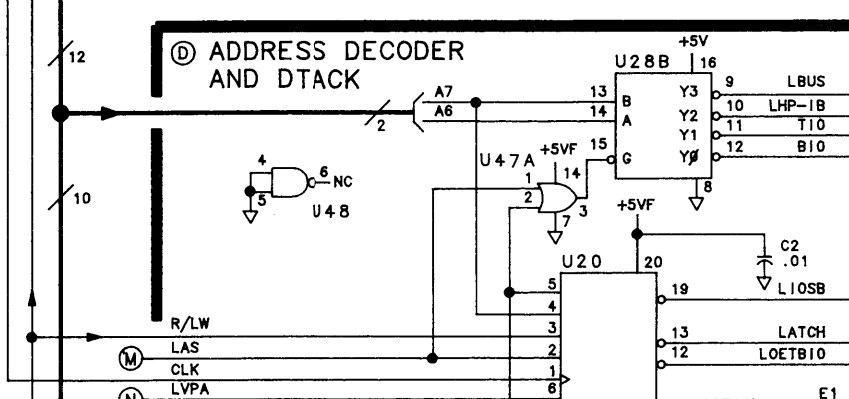 12
D ADDRESS DECODER
AND DTACK
+5V
U28B
16
A7
13
B
Y3
9
LBUS
A6
14
A
Y2
10
LHP-IB
2
Y1
11
TIO
15
G
Y0
12
BIO
8
U47A
+5VF
14
1
2
3
7
4
5
6
NC
U48
10
+5VF
U20
20
C2
.01
5
19
LIOSB
4
R/LW
3
13
LATCH
M
LAS
2
12
LOETBIO
CLK
1
N
LVPA
6
E1